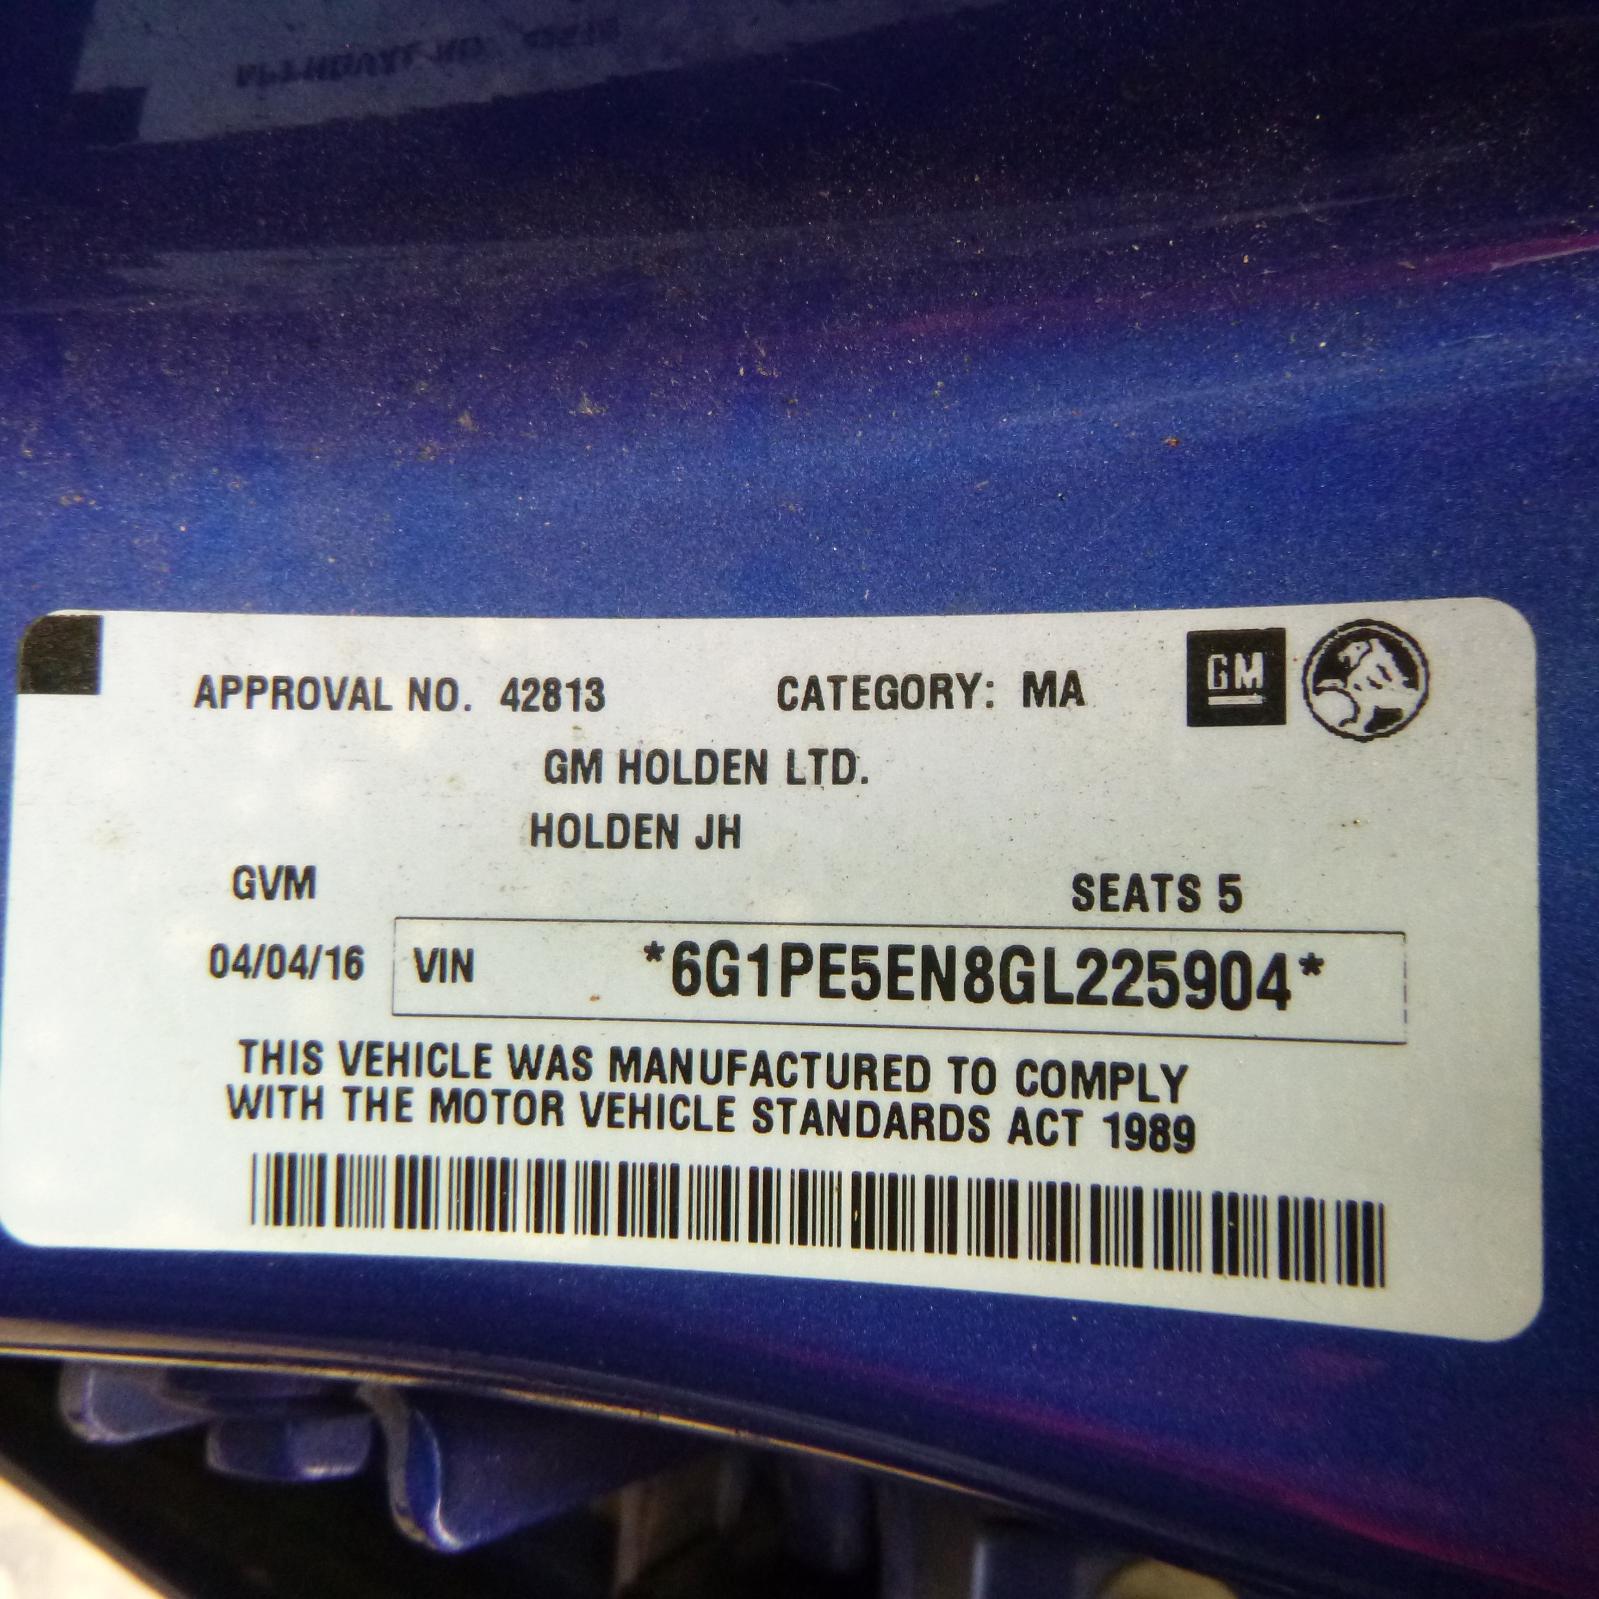 APPROVAL NO. 42813 CATEGORY: MA GM
GM HOLDEN LTD.
HOLDEN JH
GVM SEATS 5
04/04/16 VIN *6G1PE5EN8GL225904*
THIS VEHICLE WAS MANUFACTURED TO COMPLY
WITH THE MOTOR VEHICLE STANDARDS ACT 1989